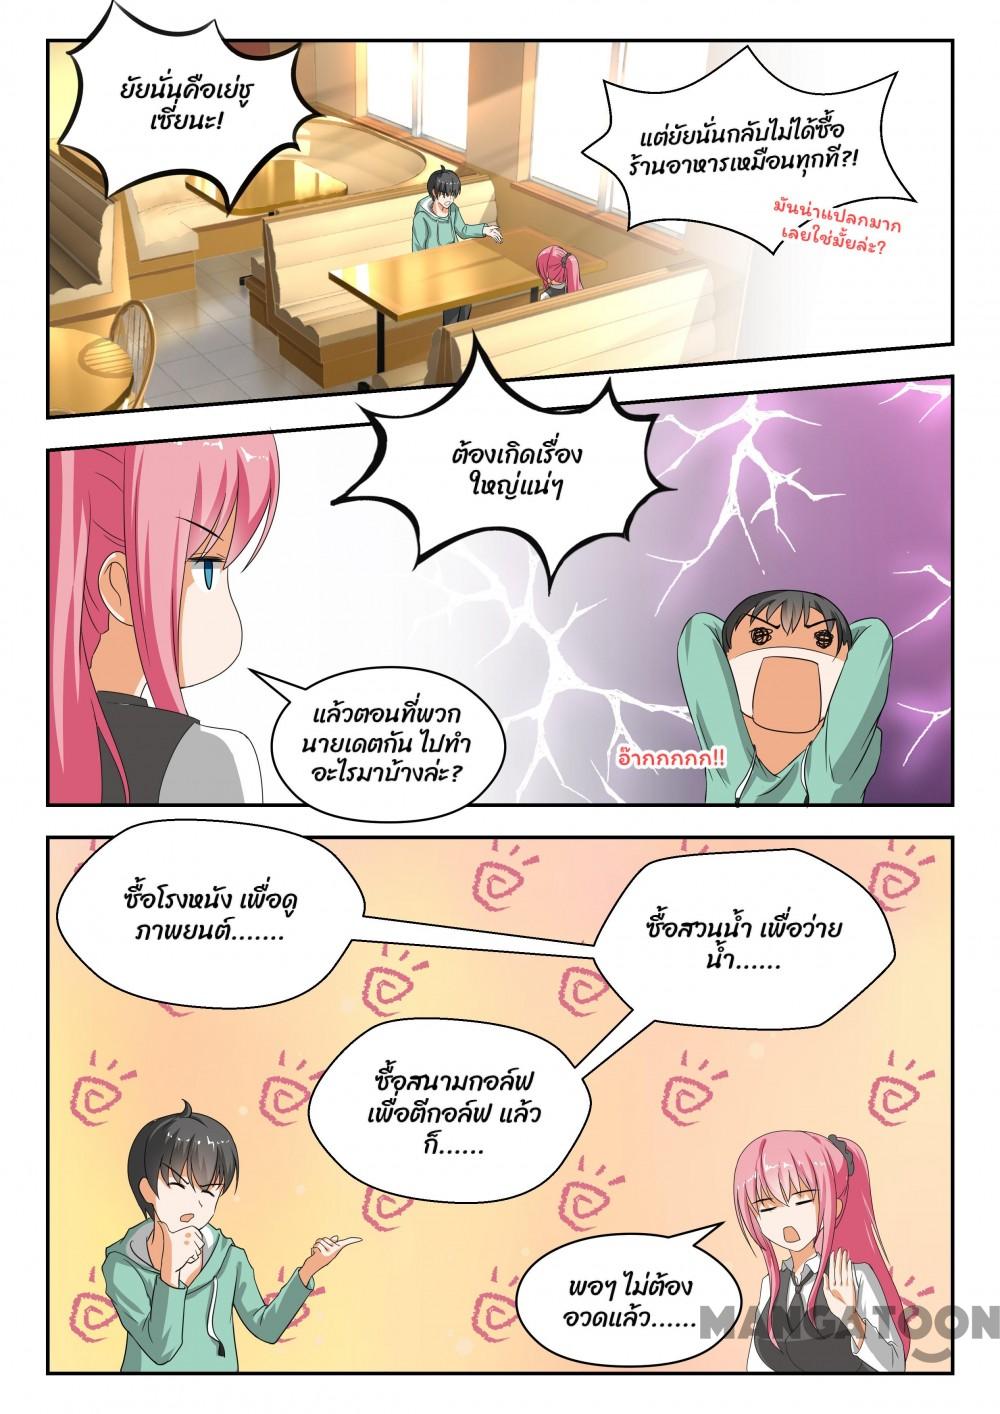 ยัยนั่นคือเย่ชู
เซี่ยนะ!
แต่ยัยนั่นกลับไม่ได้ซื้อ
ร้านอาหารเหมือนทุกที?!
มันน่าแปลกมาก
เลยใช่มั้ยล่ะ?
ต้องเกิดเรื่อง
ใหญ่แน่ๆ
แล้วตอนที่พวก
นายเดตกัน ไปทำ
อะไรมาบ้างล่ะ?
อ๊ากกกกก!!
ซื้อโรงหนัง เพื่อดู
ภาพยนต์.......
ซื้อสวนน้ำ เพื่อว่าย
น้ำ......
ซื้อสนามกอล์ฟ
เพื่อตีกอล์ฟ แล้ว
ก็......
พอๆ ไม่ต้อง
อวดแล้ว......
MANGATOON